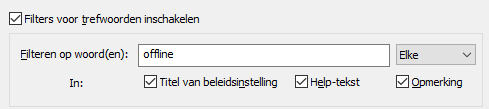 Filters voor trefwoorden inschakelen
Filteren op woord(en): offline Elke
In: Titel van beleidsinstelling Help-tekst Opmerking